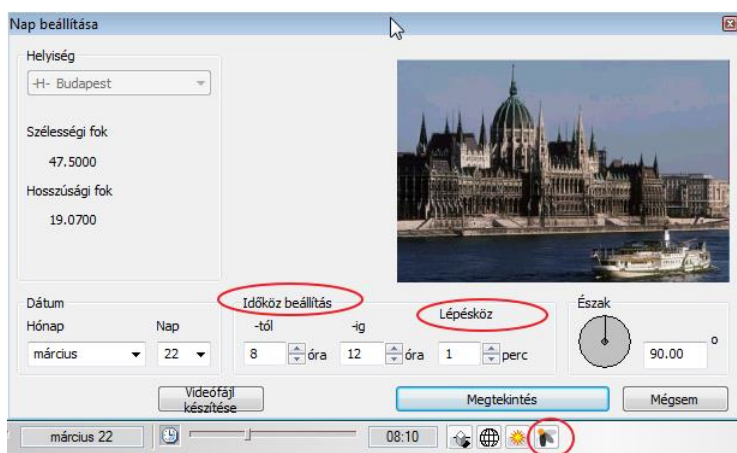 Nap beállítása
Helyiség
-H- Budapest
Szélességi fok
47.5000
Hosszúsági fok
19.0700
Dátum
Hónap
Nap
március
22
Időköz beállítás
-tól
-ig
8
óra
12
óra
Lépésköz
1
perc
Észak
90.00
o
Videófájl
készítése
Megtekintés
Mégsem
március 22
08:10